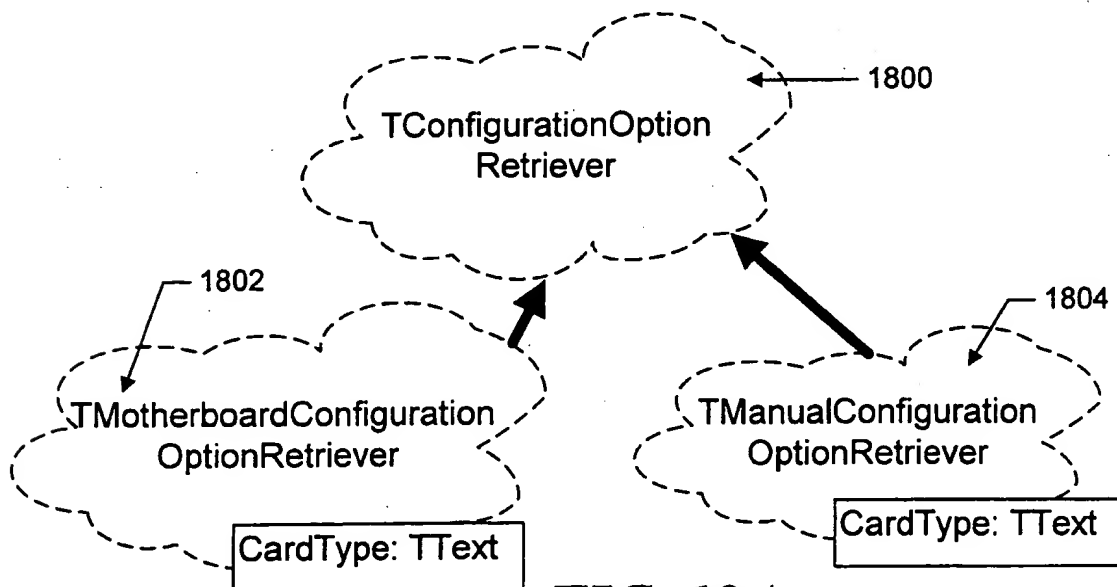 1800
TConfigurationOption
Retriever
1802
1804
TMotherboardConfiguration
OptionRetriever
TManualConfiguration
OptionRetriever
CardType: TText
CardType: TText